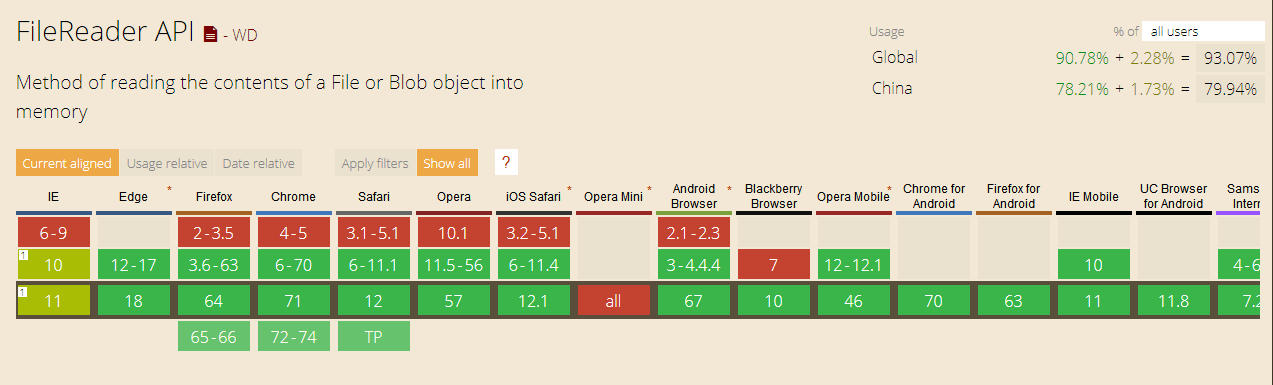 FileReader API - WD
Usage % of all users
Global 90.78% + 2.28% = 93.07%
China 78.21% + 1.73% = 79.94%
Method of reading the contents of a File or Blob object into
memory
Current aligned Usage relative Date relative Apply filters Show all ?
IE Edge * Firefox Chrome Safari Opera iOS Safari * Opera Mini * Android Browser * Blackberry Browser Opera Mobile * Chrome for Android Firefox for Android IE Mobile UC Browser for Android Sams Intern
6-9 2-3.5 4-5 3.1-5.1 10.1 3.2-5.1 2.1-2.3
1 10 12-17 3.6-63 6-70 6-11.1 11.5-56 6-11.4 3-4.4.4 7 12-12.1 10 4-6
1 11 18 64 71 12 57 12.1 all 67 10 46 70 63 11 11.8 7.2
65-66 72-74 TP